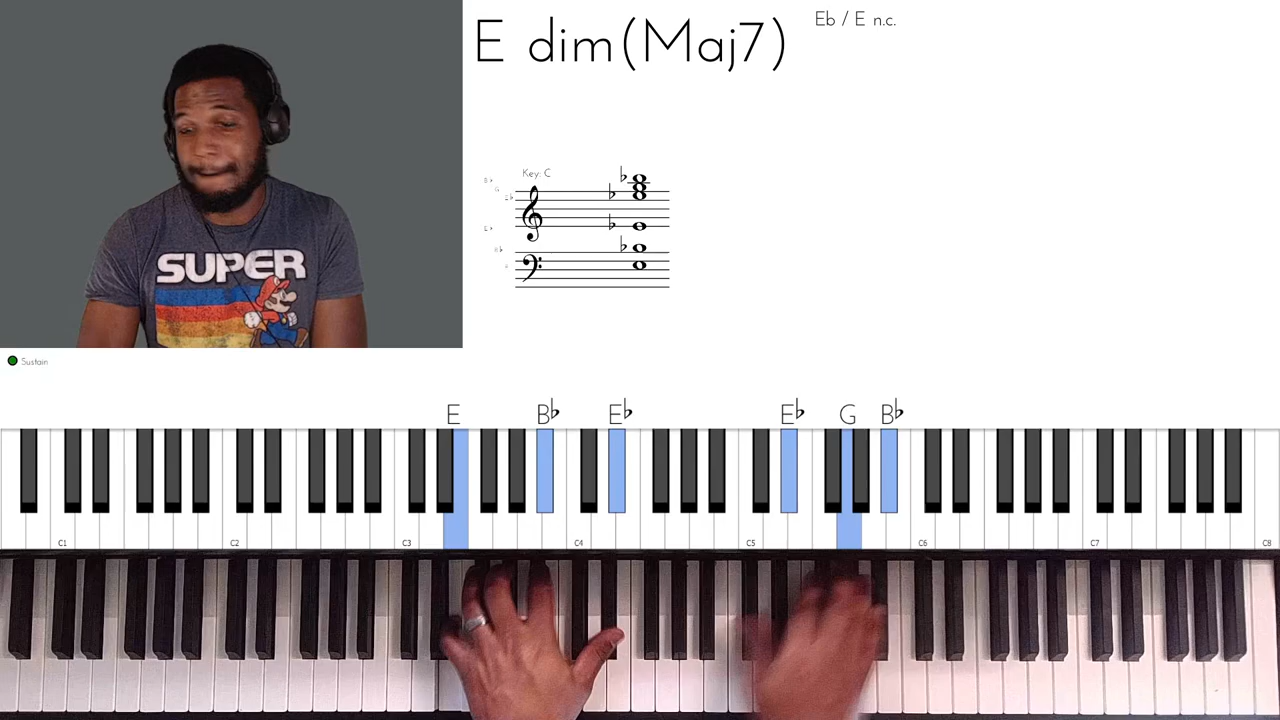 E dim(Maj7)
Eb / E n.c.
Key: C
B♭
G
E♭
E♭
B♭
SUPER
Sustain
E B♭ E♭ E♭ G B♭
C1 C2 C3 C4 C5 C6 C7 C8